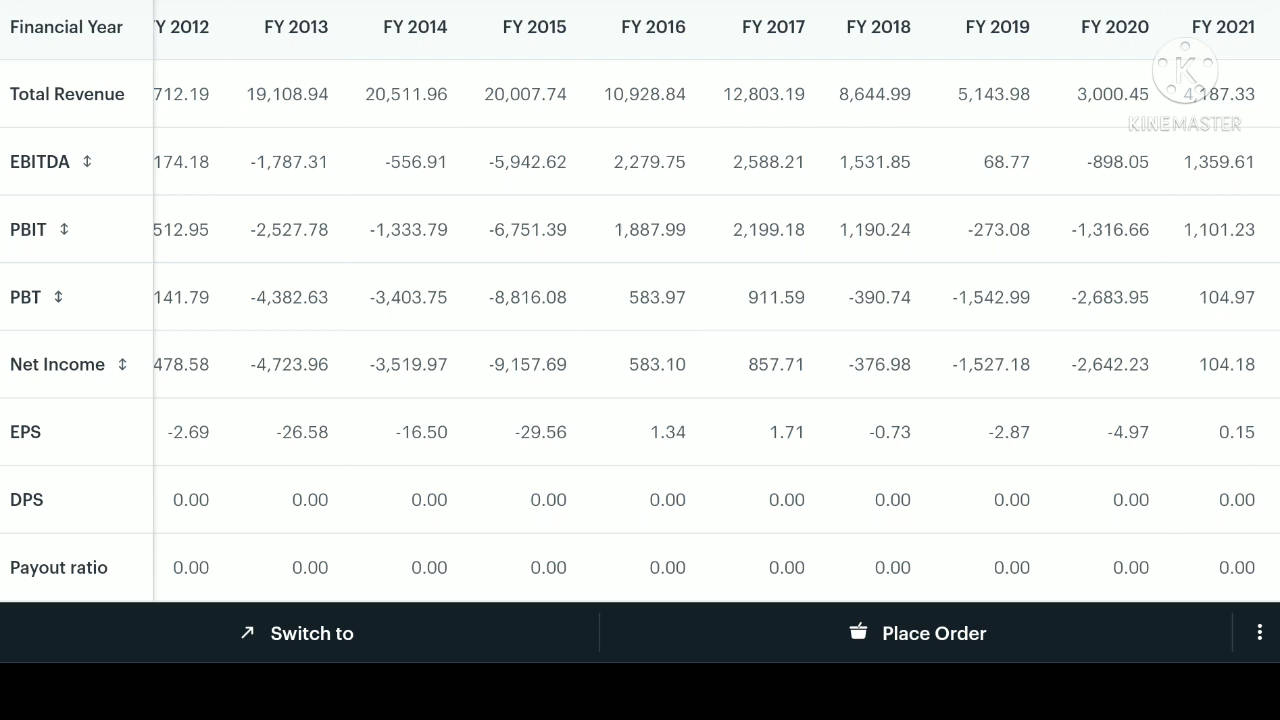 Financial Year Y 2012 FY 2013 FY 2014 FY 2015 FY 2016 FY 2017 FY 2018 FY 2019 FY 2020 FY 2021
Total Revenue 712.19 19,108.94 20,511.96 20,007.74 10,928.84 12,803.19 8,644.99 5,143.98 3,000.45 4,187.33
K
KINEMASTER
EBITDA 174.18 -1,787.31 -556.91 -5,942.62 2,279.75 2,588.21 1,531.85 68.77 -898.05 1,359.61
PBIT 512.95 -2,527.78 -1,333.79 -6,751.39 1,887.99 2,199.18 1,190.24 -273.08 -1,316.66 1,101.23
PBT 141.79 -4,382.63 -3,403.75 -8,816.08 583.97 911.59 -390.74 -1,542.99 -2,683.95 104.97
Net Income 478.58 -4,723.96 -3,519.97 -9,157.69 583.10 857.71 -376.98 -1,527.18 -2,642.23 104.18
EPS -2.69 -26.58 -16.50 -29.56 1.34 1.71 -0.73 -2.87 -4.97 0.15
DPS 0.00 0.00 0.00 0.00 0.00 0.00 0.00 0.00 0.00 0.00
Payout ratio 0.00 0.00 0.00 0.00 0.00 0.00 0.00 0.00 0.00 0.00
Switch to Place Order